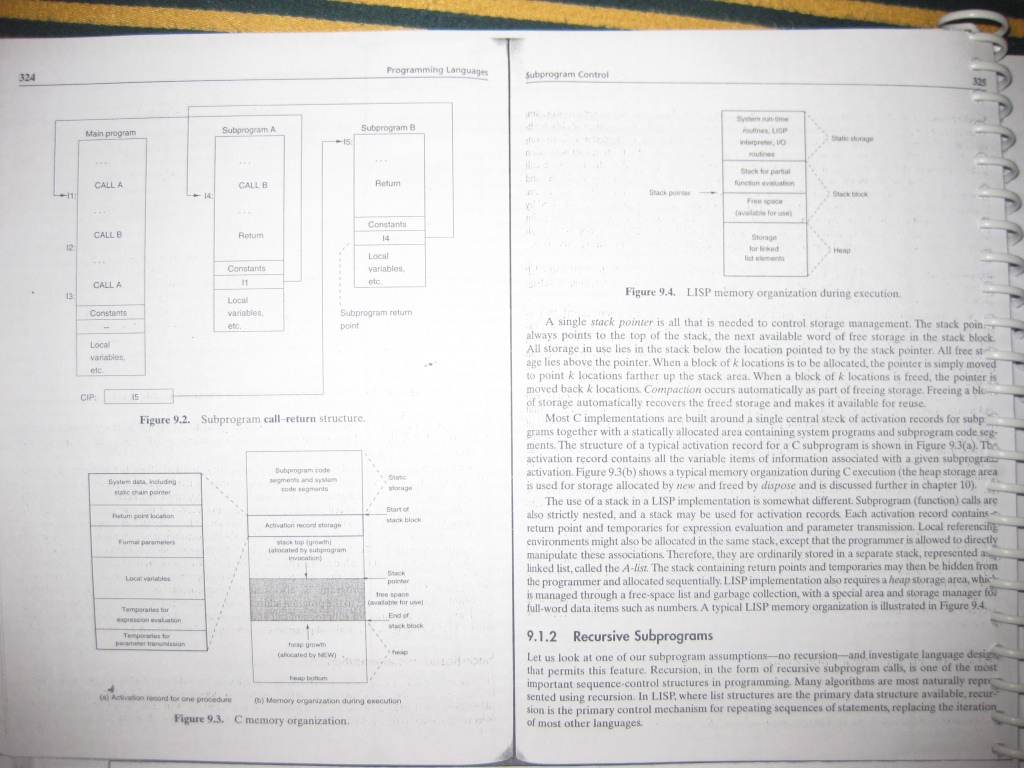 324
Programming Languages
Main program
Subprogram A
Subprogram B
. . .
CALL A
I1:
. . .
CALL B
I2:
. . .
CALL A
I3:
Constants
--
Local
variables,
etc.
. . .
CALL B
I4:
. . .
Return
Constants
I1
Local
variables,
etc.
I5:
. . .
Return
Constants
I4
Local
variables,
etc.
Subprogram return
point
CIP:
I5
Figure 9.2. Subprogram call–return structure.
System data, including
static chain pointer
Return point location
Formal parameters
Local variables
Temporaries for
expression evaluation
Temporaries for
parameter transmission
(a) Activation record for one procedure
Subprogram code
segments and system
code segments
Activation record storage
stack top (growth)
(allocated by subprogram
invocation)
heap growth
(allocated by NEW)
heap bottom
Static
storage
Start of
stack block
Stack
pointer
free space
(available for use)
End of
stack block
heap
(b) Memory organization during execution
Figure 9.3. C memory organization.
Subprogram Control
325
System run-time
routines, LISP
interpreter, I/O
routines
Stack for partial
function evaluation
Free space
(available for use)
Storage
for linked
list elements
Stack pointer
Static storage
Stack block
Heap
Figure 9.4. LISP memory organization during execution.
A single stack pointer is all that is needed to control storage management. The stack poin
always points to the top of the stack, the next available word of free storage in the stack block.
All storage in use lies in the stack below the location pointed to by the stack pointer. All free st
age lies above the pointer. When a block of k locations is to be allocated, the pointer is simply moved
to point k locations farther up the stack area. When a block of k locations is freed, the pointer is
moved back k locations. Compaction occurs automatically as part of freeing storage. Freeing a blo
of storage automatically recovers the freed storage and makes it available for reuse.
Most C implementations are built around a single central stack of activation records for subp
grams together with a statically allocated area containing system programs and subprogram code seg-
ments. The structure of a typical activation record for a C subprogram is shown in Figure 9.3(a). The
activation record contains all the variable items of information associated with a given subprogram
activation. Figure 9.3(b) shows a typical memory organization during C execution (the heap storage area
is used for storage allocated by new and freed by dispose and is discussed further in chapter 10).
The use of a stack in a LISP implementation is somewhat different. Subprogram (function) calls are
also strictly nested, and a stack may be used for activation records. Each activation record contains
return point and temporaries for expression evaluation and parameter transmission. Local referencing
environments might also be allocated in the same stack, except that the programmer is allowed to directly
manipulate these associations. Therefore, they are ordinarily stored in a separate stack, represented as
linked list, called the A-list. The stack containing return points and temporaries may then be hidden from
the programmer and allocated sequentially. LISP implementation also requires a heap storage area, which
is managed through a free-space list and garbage collection, with a special area and storage manager for
full-word data items such as numbers. A typical LISP memory organization is illustrated in Figure 9.4.
9.1.2 Recursive Subprograms
Let us look at one of our subprogram assumptions—no recursion—and investigate language design
that permits this feature. Recursion, in the form of recursive subprogram calls, is one of the most
important sequence-control structures in programming. Many algorithms are most naturally repre
sented using recursion. In LISP, where list structures are the primary data structure available, recur-
sion is the primary control mechanism for repeating sequences of statements, replacing the iteration
of most other languages.